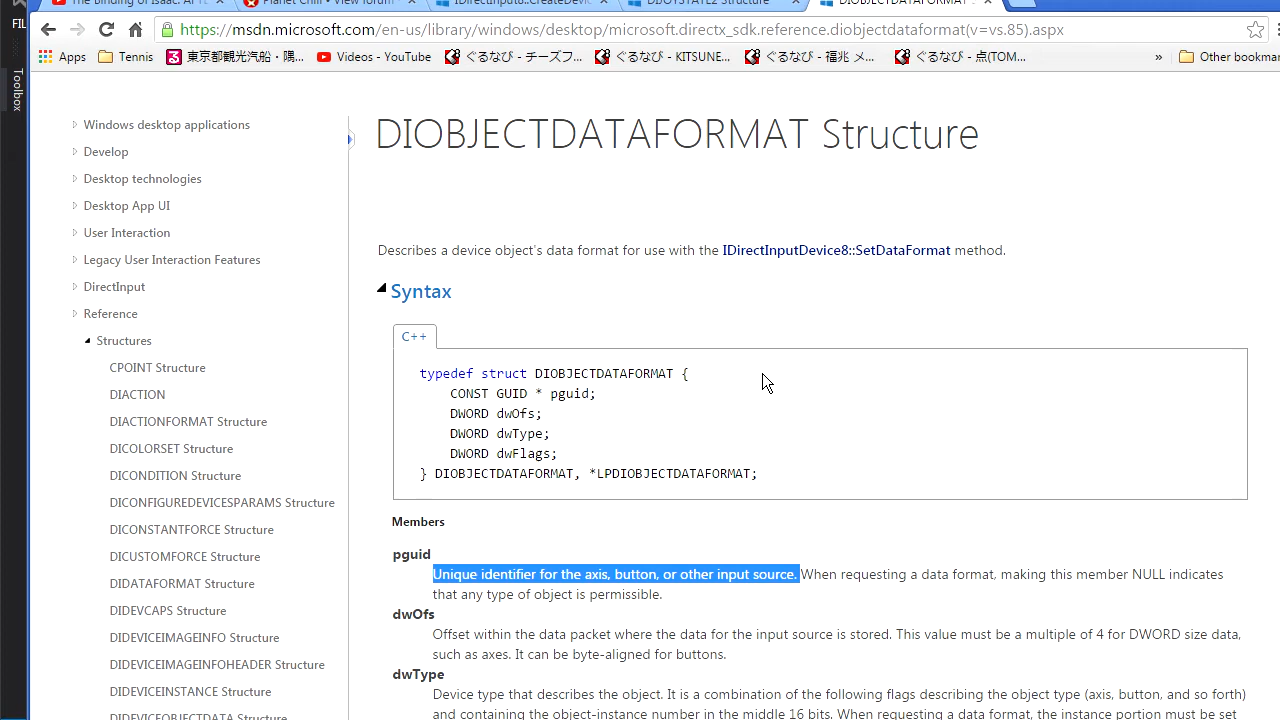 The Binding of Isaac: Aft
Planet Chili • View forum
IDirectInput8::CreateDevi
DIJOYSTATE2 Structure
DIOBJECTDATAFORMAT S
FIL
Toolbox
https://msdn.microsoft.com/en-us/library/windows/desktop/microsoft.directx_sdk.reference.diobjectdataformat(v=vs.85).aspx
Apps Tennis 東京都観光汽船・隅... Videos - YouTube ぐるなび - チーズフ... ぐるなび - KITSUNE... ぐるなび - 福兆 メ... ぐるなび - 点(TOM... » Other bookmar
DIOBJECTDATAFORMAT Structure
Windows desktop applications
Develop
Desktop technologies
Desktop App UI
User Interaction
Legacy User Interaction Features
DirectInput
Reference
Structures
CPOINT Structure
DIACTION
DIACTIONFORMAT Structure
DICOLORSET Structure
DICONDITION Structure
DICONFIGUREDEVICESPARAMS Structure
DICONSTANTFORCE Structure
DICUSTOMFORCE Structure
DIDATAFORMAT Structure
DIDEVCAPS Structure
DIDEVICEIMAGEINFO Structure
DIDEVICEIMAGEINFOHEADER Structure
DIDEVICEINSTANCE Structure
DIDEVICEOBJECTDATA Structure
Describes a device object's data format for use with the IDirectInputDevice8::SetDataFormat method.
Syntax
C++
typedef struct DIOBJECTDATAFORMAT {
CONST GUID * pguid;
DWORD dwOfs;
DWORD dwType;
DWORD dwFlags;
} DIOBJECTDATAFORMAT, *LPDIOBJECTDATAFORMAT;
Members
pguid
Unique identifier for the axis, button, or other input source. When requesting a data format, making this member NULL indicates
that any type of object is permissible.
dwOfs
Offset within the data packet where the data for the input source is stored. This value must be a multiple of 4 for DWORD size data,
such as axes. It can be byte-aligned for buttons.
dwType
Device type that describes the object. It is a combination of the following flags describing the object type (axis, button, and so forth)
and containing the object-instance number in the middle 16 bits. When requesting a data format, the instance portion must be set